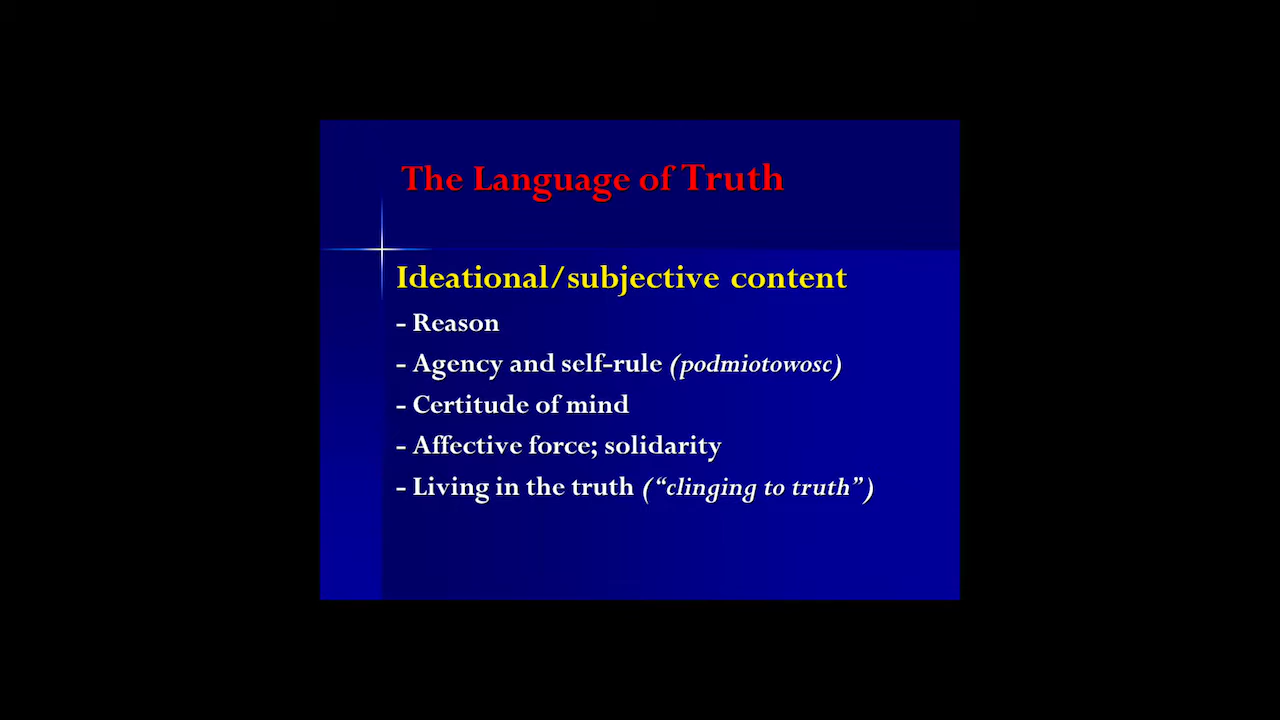 The Language of Truth
Ideational/subjective content
- Reason
- Agency and self-rule (podmiotowosc)
- Certitude of mind
- Affective force; solidarity
- Living in the truth (“clinging to truth”)